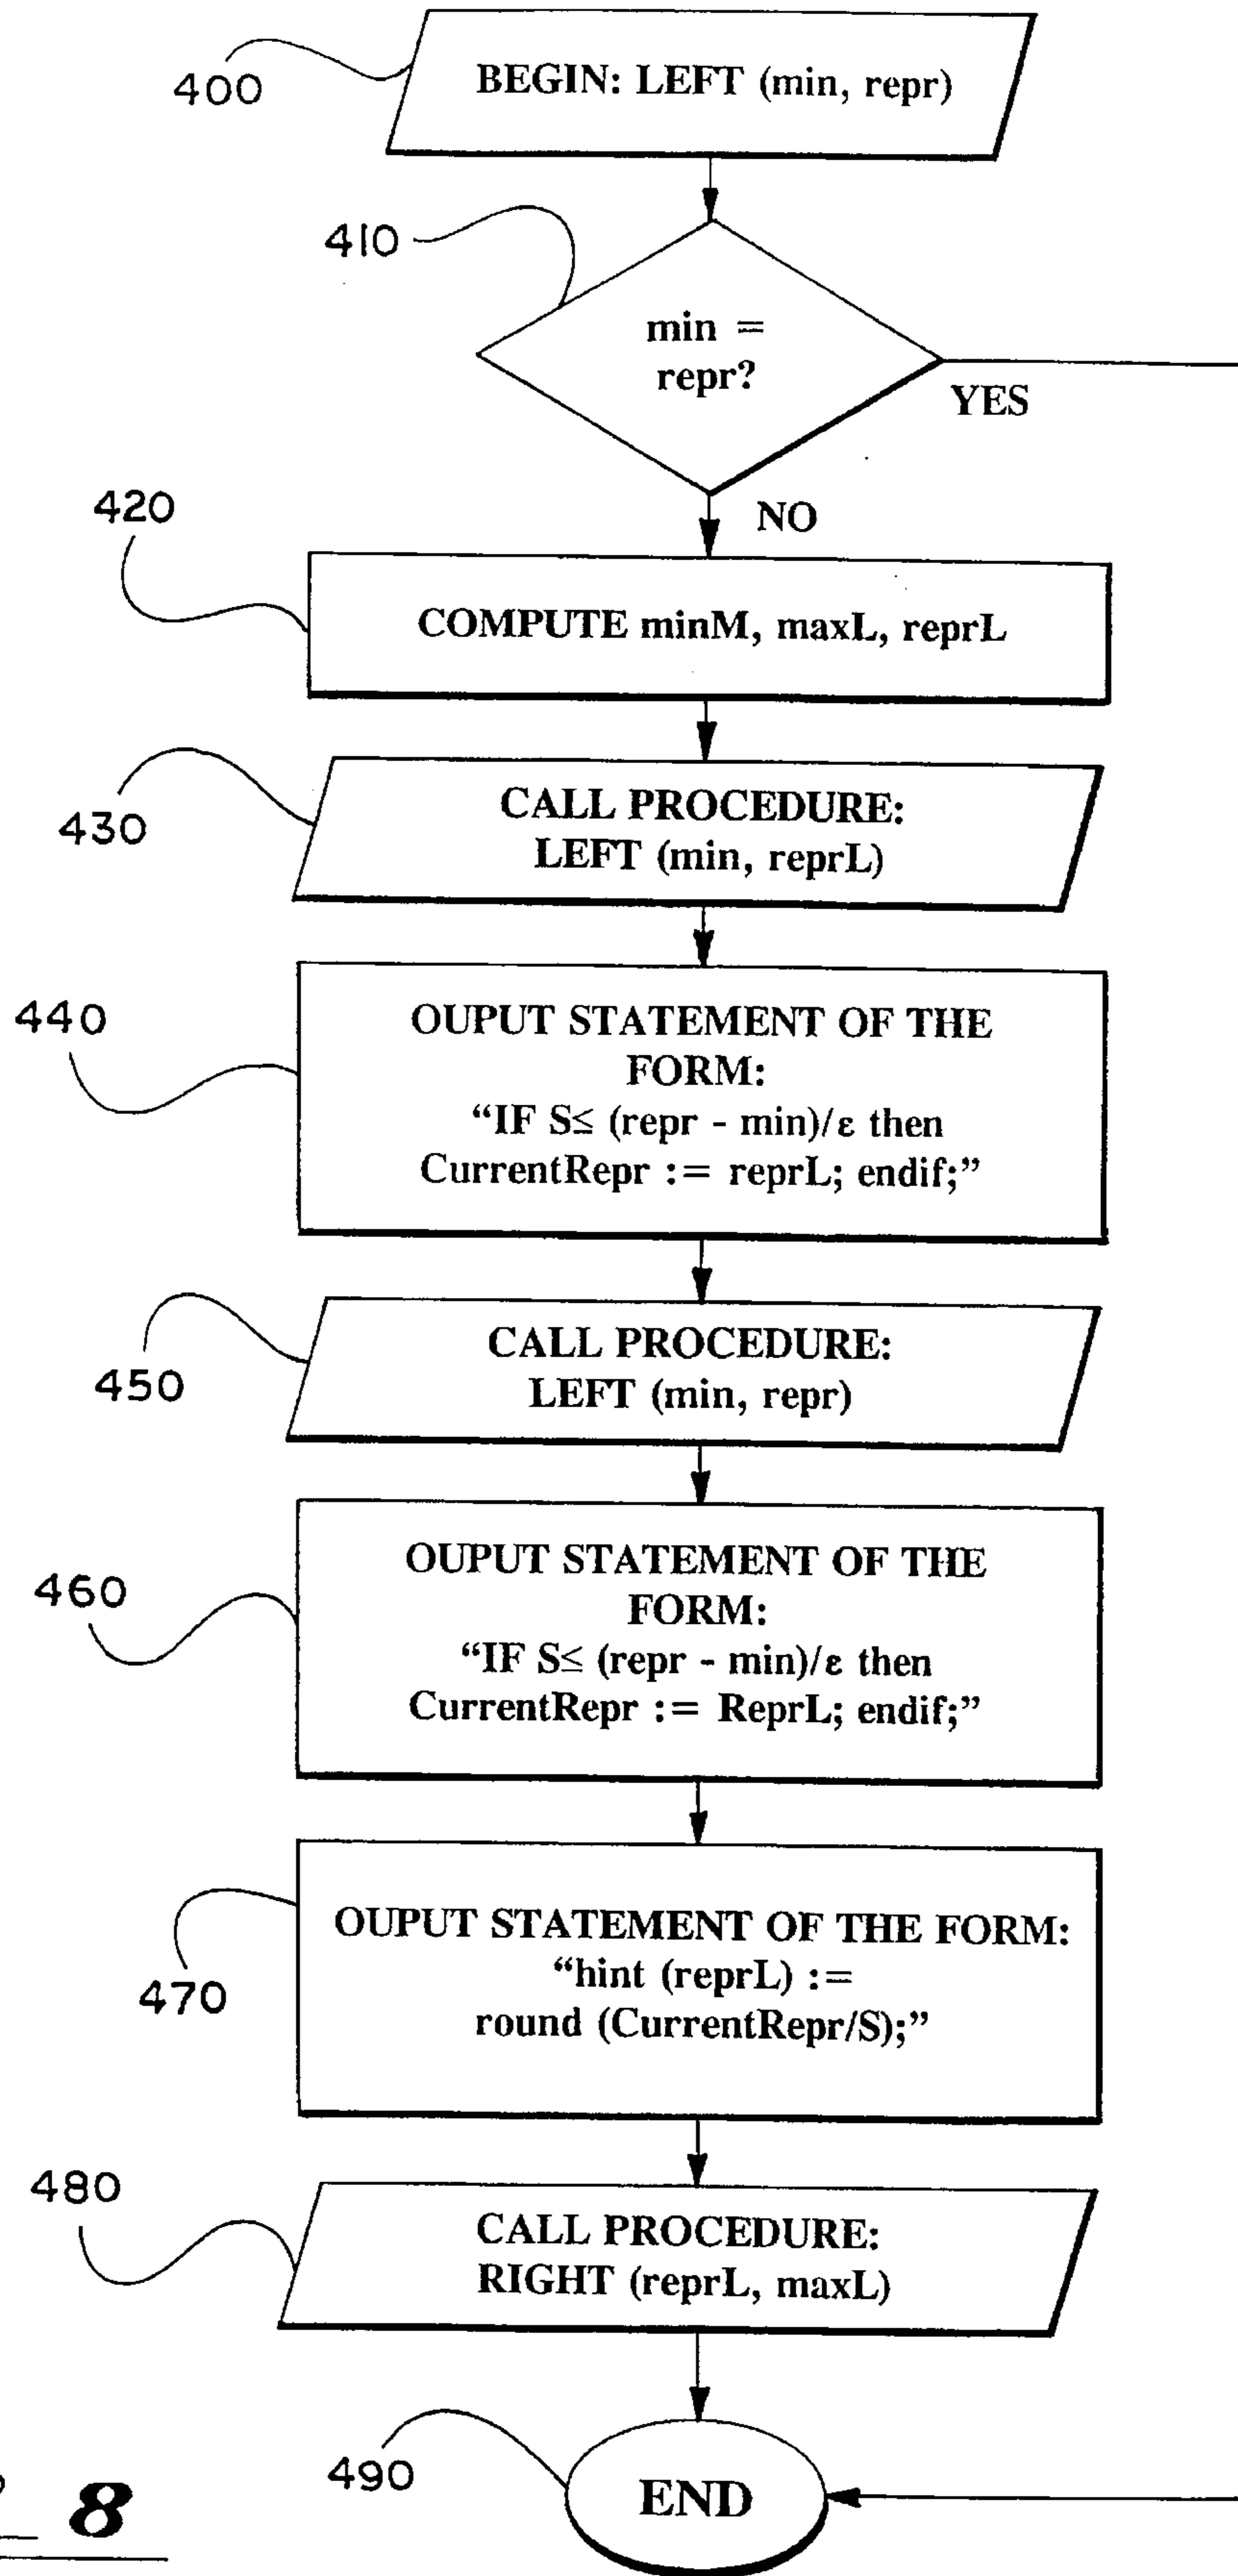 400
BEGIN: LEFT (min, repr)
410
min =
repr?
YES
NO
420
COMPUTE minM, maxL, reprL
430
CALL PROCEDURE:
LEFT (min, reprL)
440
OUPUT STATEMENT OF THE
FORM:
“IF S≤ (repr - min)/ε then
CurrentRepr := reprL; endif;”
450
CALL PROCEDURE:
LEFT (min, repr)
460
OUPUT STATEMENT OF THE
FORM:
“IF S≤ (repr - min)/ε then
CurrentRepr := ReprL; endif;”
470
OUPUT STATEMENT OF THE FORM:
“hint (reprL) :=
round (CurrentRepr/S);”
480
CALL PROCEDURE:
RIGHT (reprL, maxL)
490
END
8